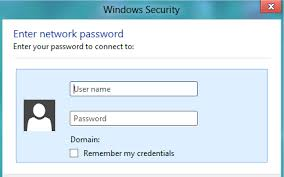 Windows Security
Enter network password
Enter your password to connect to:
User name
Password
Domain:
Remember my credentials